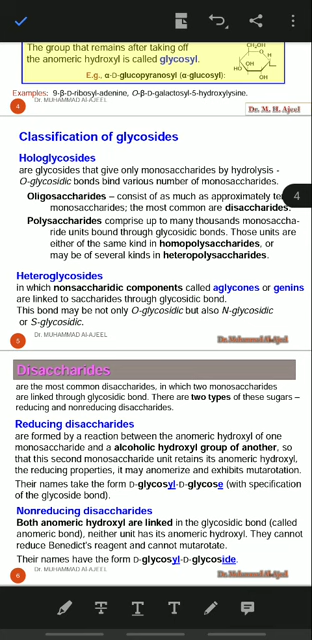 The group that remains after taking off
the anomeric hydroxyl is called glycosyl.
E.g., α-D-glucopyranosyl (α-glucosyl):
CH₂OH
O
H
OH
HO
OH
Examples: 9-β-D-ribosyl-adenine, O-β-D-galactosyl-5-hydroxylysine.
4
Dr. MUHAMMAD Al-AJEEL
Dr. M. H. Ajeel
Classification of glycosides
Hologlycosides
are glycosides that give only monosaccharides by hydrolysis -
O-glycosidic bonds bind various number of monosaccharides.
4
Oligosaccharides – consist of as much as approximately
monosaccharides; the most common are disaccharides.
Polysaccharides comprise up to many thousands monosaccha-
ride units bound through glycosidic bonds. Those units are
either of the same kind in homopolysaccharides, or
may be of several kinds in heteropolysaccharides.
Heteroglycosides
in which nonsaccharidic components called aglycones or genins
are linked to saccharides through glycosidic bond.
This bond may be not only O-glycosidic but also N-glycosidic
or S-glycosidic.
5
Dr. MUHAMMAD Al-AJEEL
Disaccharides
are the most common disaccharides, in which two monosaccharides
are linked through glycosidic bond. There are two types of these sugars –
reducing and nonreducing disaccharides.
Reducing disaccharides
are formed by a reaction between the anomeric hydroxyl of one
monosaccharide and a alcoholic hydroxyl group of another, so
that this second monosaccharide unit retains its anomeric hydroxyl,
the reducing properties, it may anomerize and exhibits mutarotation.
Their names take the form D-glycosyl-D-glycose (with specification
of the glycoside bond).
Nonreducing disaccharides
Both anomeric hydroxyl are linked in the glycosidic bond (called
anomeric bond), neither unit has its anomeric hydroxyl. They cannot
reduce Benedict's reagent and cannot mutarotate.
Their names have the form D-glycosyl-D-glycoside.
6
Dr. MUHAMMAD Al-AJEEL